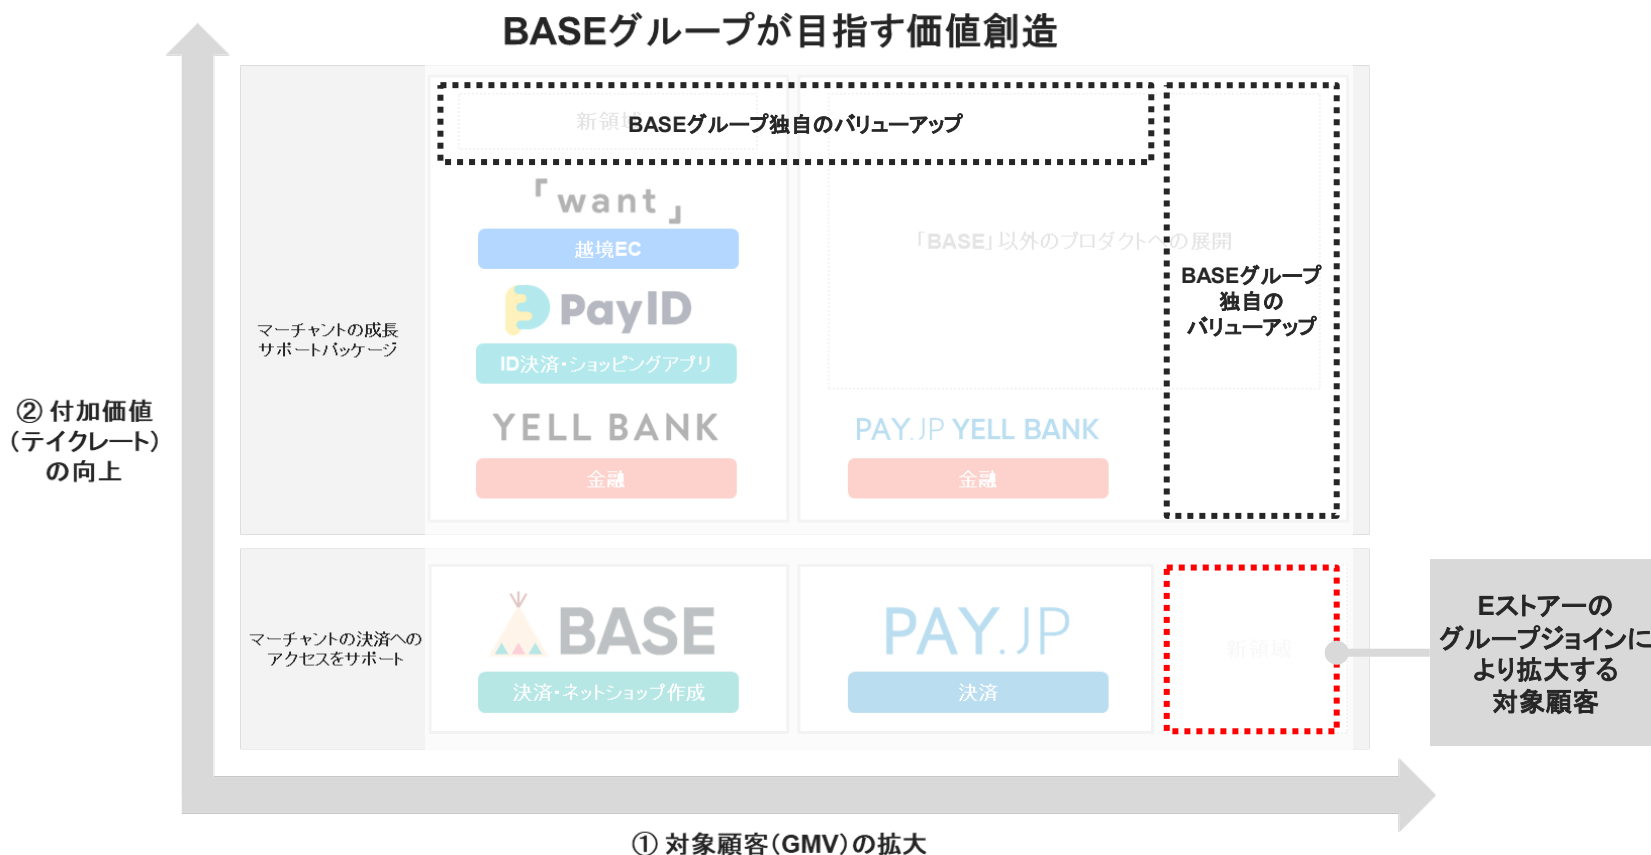 BASEグループが目指す価値創造
新領域
BASEグループ独自のバリューアップ
「want」
越境EC
PayID
ID決済・ショッピングアプリ
YELL BANK
金融
「BASE」以外のプロダクトへの展開
PAY.JP YELL BANK
金融
BASEグループ
独自の
バリューアップ
マーチャントの成長
サポートパッケージ
② 付加価値
（テイクレート）
の向上
マーチャントの決済への
アクセスをサポート
BASE
決済・ネットショップ作成
PAY.JP
決済
新領域
Eストアーの
グループジョインに
より拡大する
対象顧客
① 対象顧客（GMV）の拡大